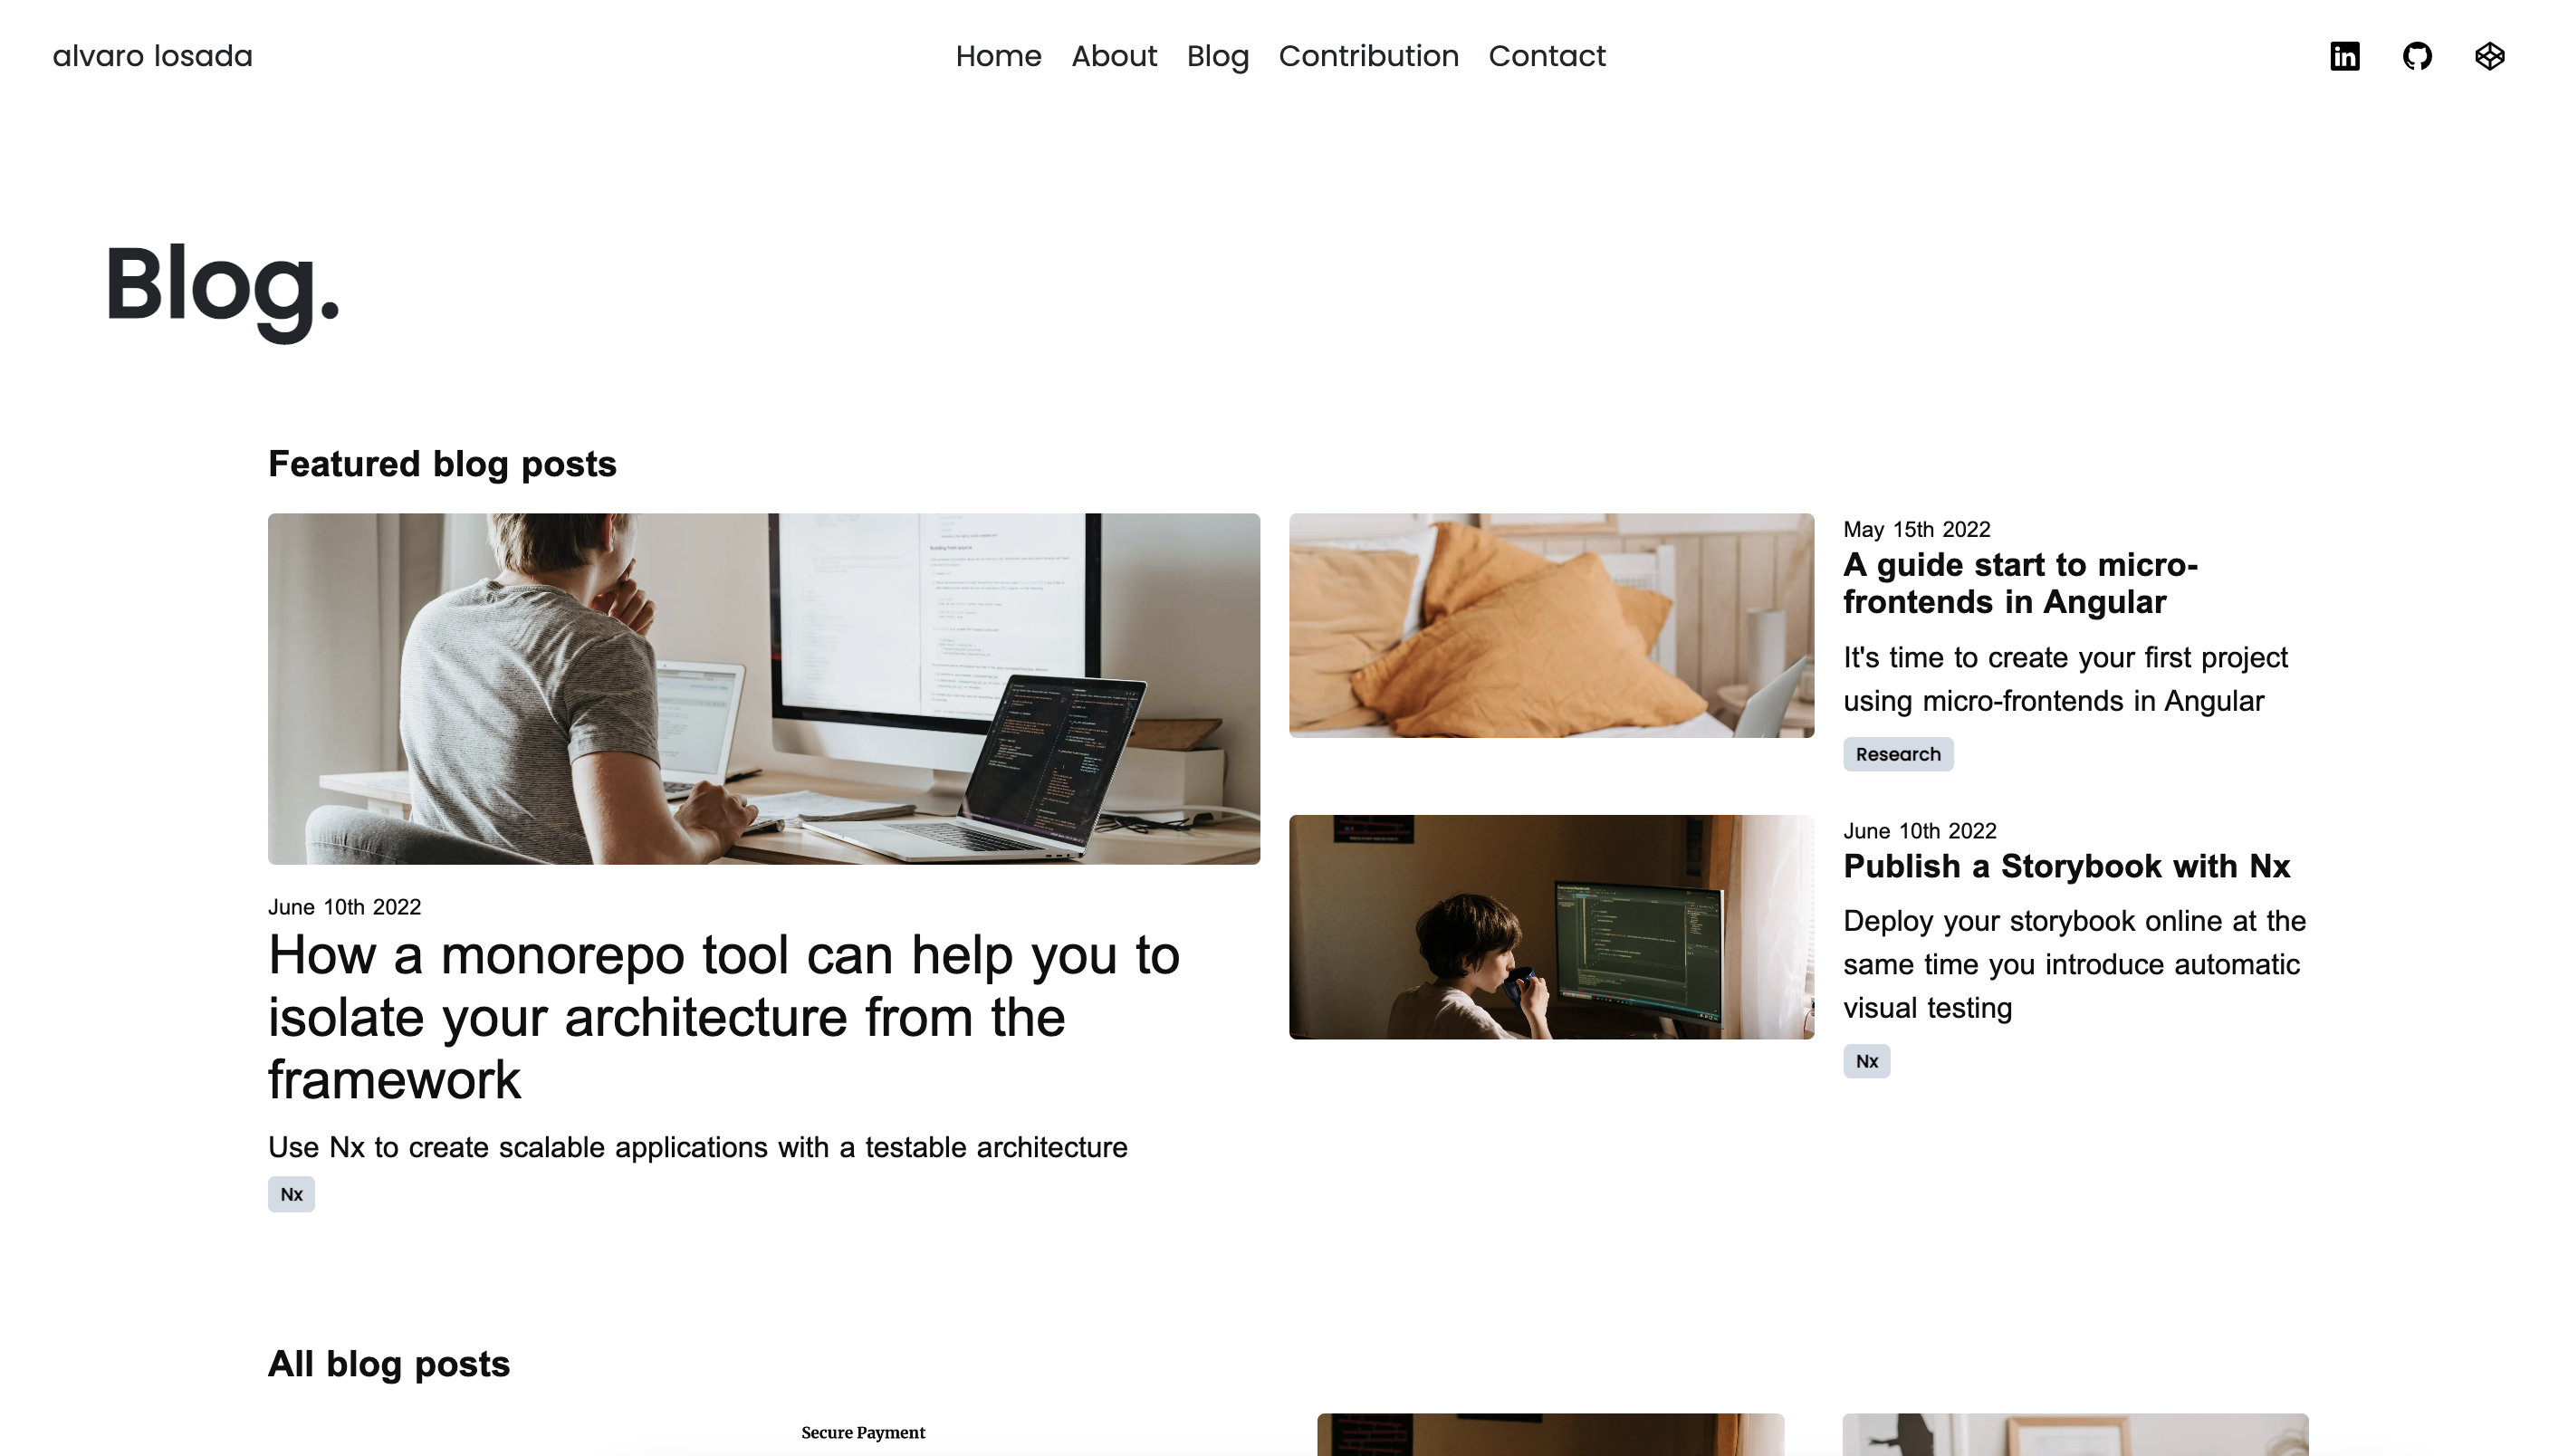 alvaro losada
Home About Blog Contribution Contact
in
Blog.
Featured blog posts
June 10th 2022
How a monorepo tool can help you to
isolate your architecture from the
framework
Use Nx to create scalable applications with a testable architecture
Nx
May 15th 2022
A guide start to micro-
frontends in Angular
It's time to create your first project
using micro-frontends in Angular
Research
June 10th 2022
Publish a Storybook with Nx
Deploy your storybook online at the
same time you introduce automatic
visual testing
Nx
All blog posts
Secure Payment